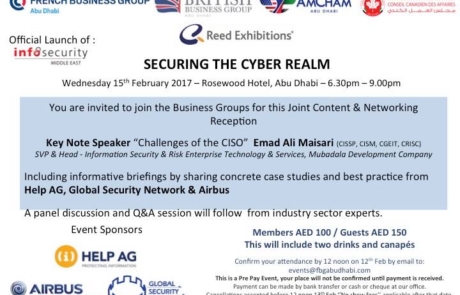 FRENCH BUSINESS GROUP
Abu Dhabi
BRITISH
BUSINESS GROUP
ABU DHABI
AMCHAM
ABU DHABI
CONSEIL CANADIEN DES AFFAIRES
Official Launch of :
infosecurity
MIDDLE EAST
Reed Exhibitions®
SECURING THE CYBER REALM
Wednesday 15th February 2017 – Rosewood Hotel, Abu Dhabi – 6.30pm – 9.00pm
You are invited to join the Business Groups for this Joint Content & Networking
Reception
Key Note Speaker “Challenges of the CISO” Emad Ali Maisari (CISSP, CISM, CGEIT, CRISC)
SVP & Head - Information Security & Risk Enterprise Technology & Services, Mubadala Development Company
Including informative briefings by sharing concrete case studies and best practice from
Help AG, Global Security Network & Airbus
A panel discussion and Q&A session will follow from industry sector experts.
Event Sponsors
HELP AG
PROTECTING INFORMATION
AIRBUS
GLOBAL
SECURITY
Members AED 100 / Guests AED 150
This will include two drinks and canapés
Confirm your attendance by 12 noon on 12th Feb by email to:
events@fbgabudhabi.com
This is a Pre Pay Event, your place will not be confirmed until payment is received.
Payment can be made by bank transfer or cash or cheque at our office.